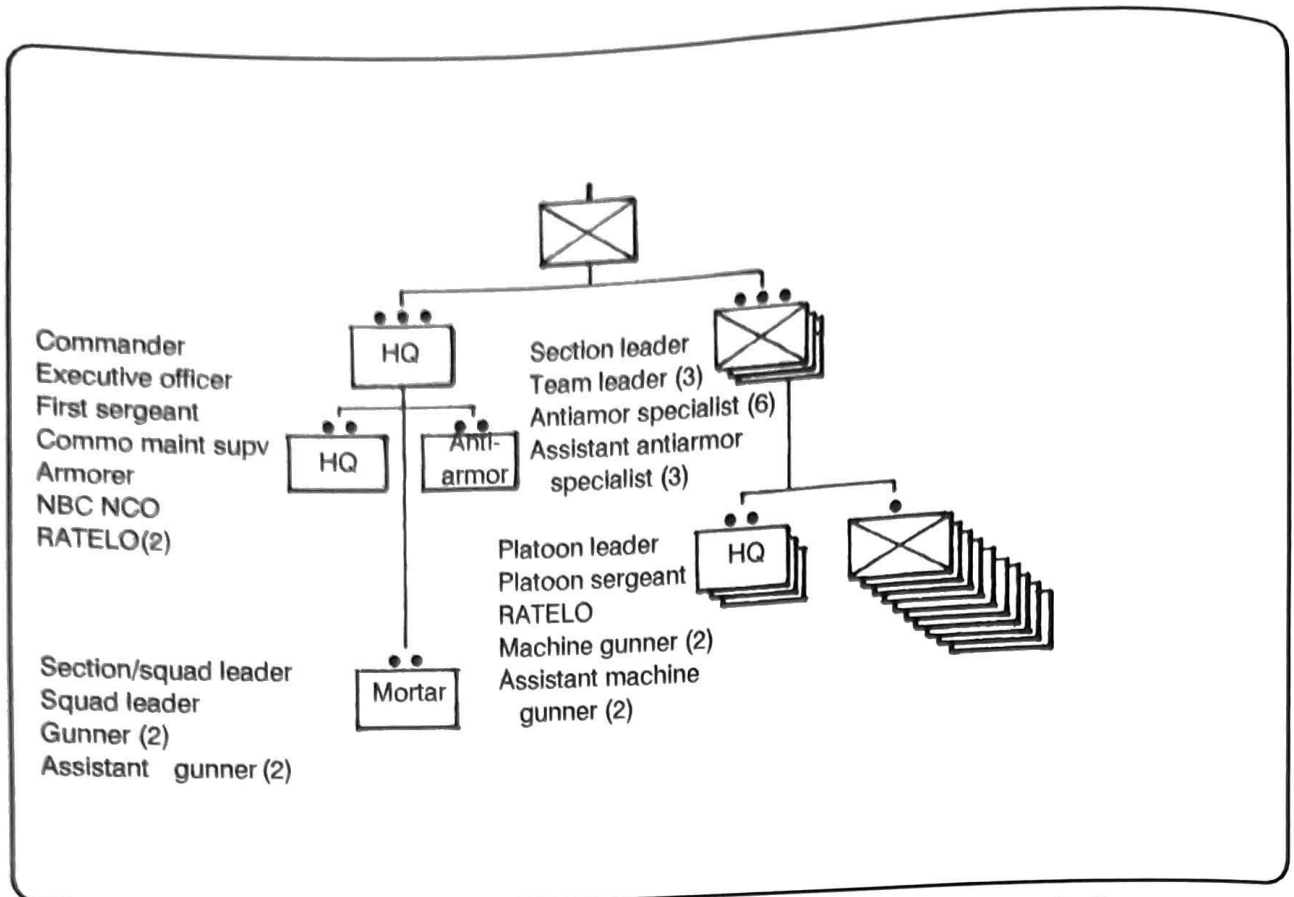 Commander
Executive officer
First sergeant
Commo maint supv
Armorer
NBC NCO
RATELO(2)
HQ
HQ
Anti-
armor
Section leader
Team leader (3)
Antiamor specialist (6)
Assistant antiarmor
specialist (3)
Platoon leader
Platoon sergeant
RATELO
Machine gunner (2)
Assistant machine
gunner (2)
HQ
Section/squad leader
Squad leader
Gunner (2)
Assistant gunner (2)
Mortar